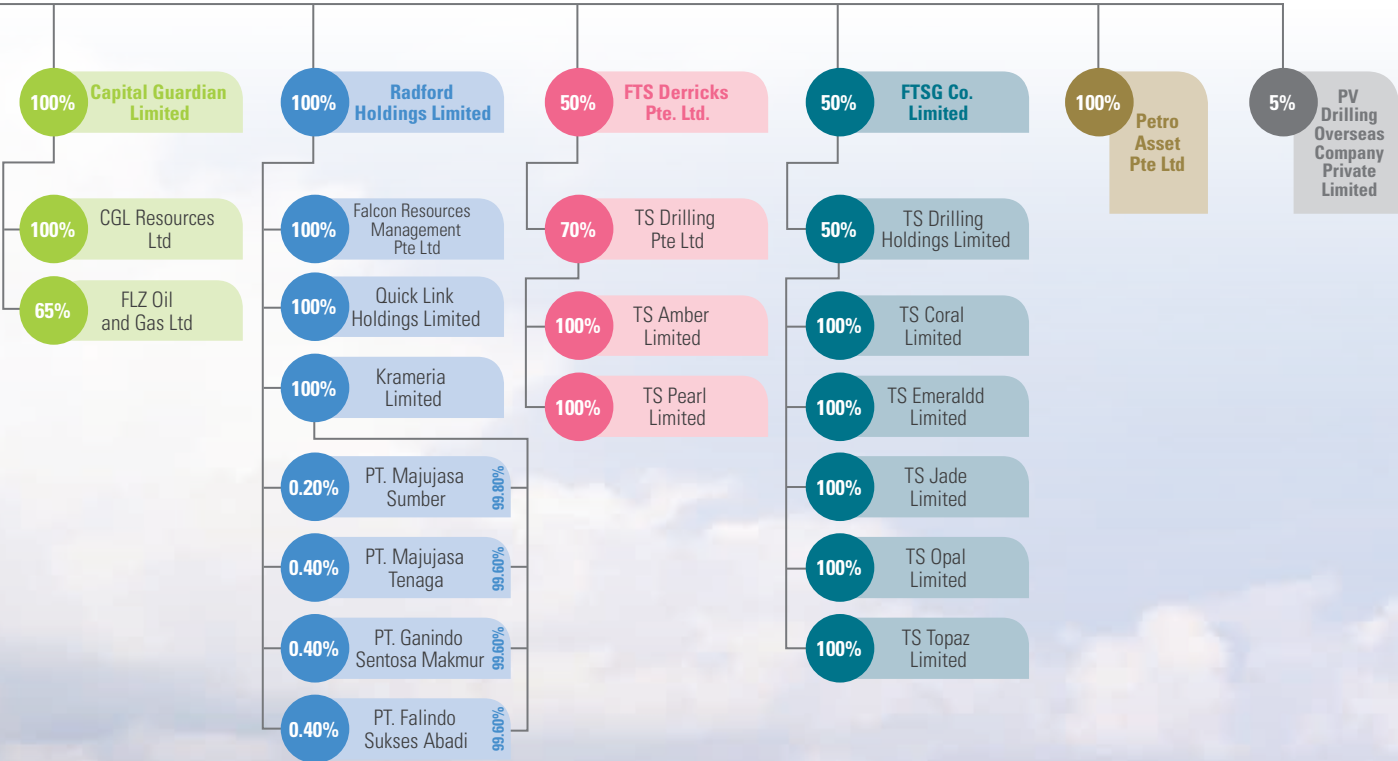 100%
Capital Guardian
Limited
100%
CGL Resources
Ltd
65%
FLZ Oil
and Gas Ltd
100%
Radford
Holdings Limited
100%
Falcon Resources
Management
Pte Ltd
100%
Quick Link
Holdings Limited
100%
Krameria
Limited
0.20%
PT. Majujasa
Sumber
99.80%
0.40%
PT. Majujasa
Tenaga
99.60%
0.40%
PT. Ganindo
Sentosa Makmur
99.60%
0.40%
PT. Falindo
Sukses Abadi
99.60%
50%
FTS Derricks
Pte. Ltd.
70%
TS Drilling
Pte Ltd
100%
TS Amber
Limited
100%
TS Pearl
Limited
50%
FTSG Co.
Limited
50%
TS Drilling
Holdings Limited
100%
TS Coral
Limited
100%
TS Emeraldd
Limited
100%
TS Jade
Limited
100%
TS Opal
Limited
100%
TS Topaz
Limited
100%
Petro
Asset
Pte Ltd
5%
PV
Drilling
Overseas
Company
Private
Limited